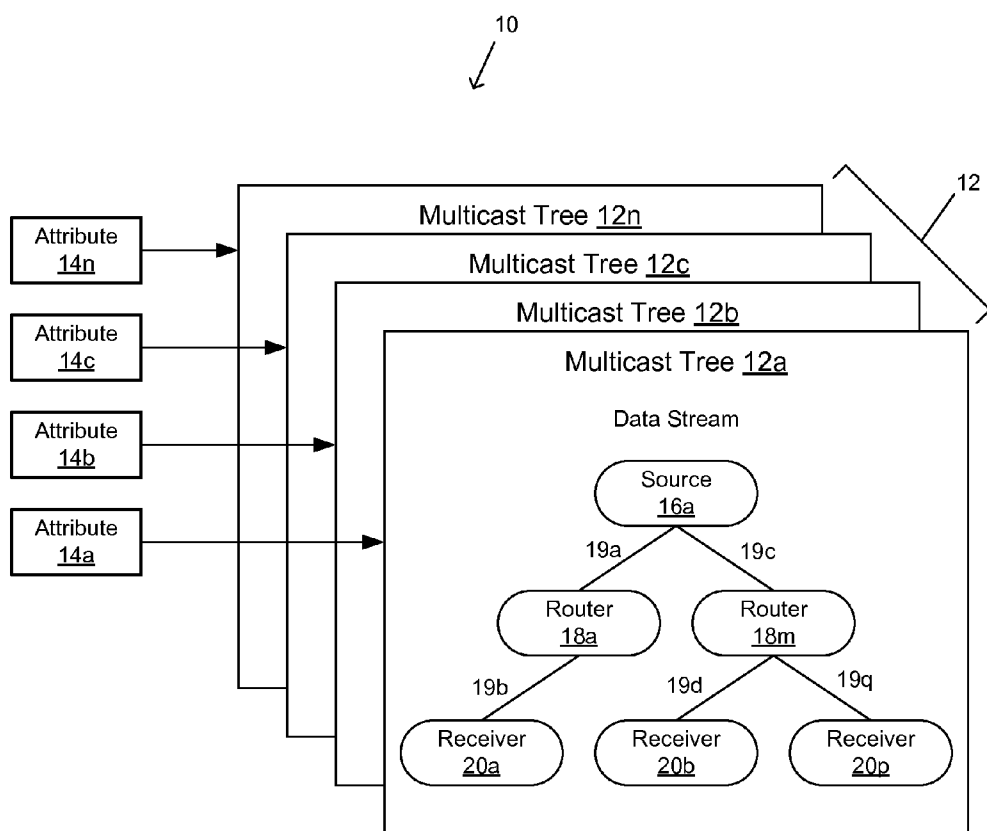 10
12
Multicast Tree 12n
Attribute
14n
Multicast Tree 12c
Multicast Tree 12b
Attribute
14c
Multicast Tree 12a
Data Stream
Attribute
14b
Source
16a
Attribute
14a
19a
19c
Router
18a
Router
18m
19b
19d
19q
Receiver
20a
Receiver
20b
Receiver
20p